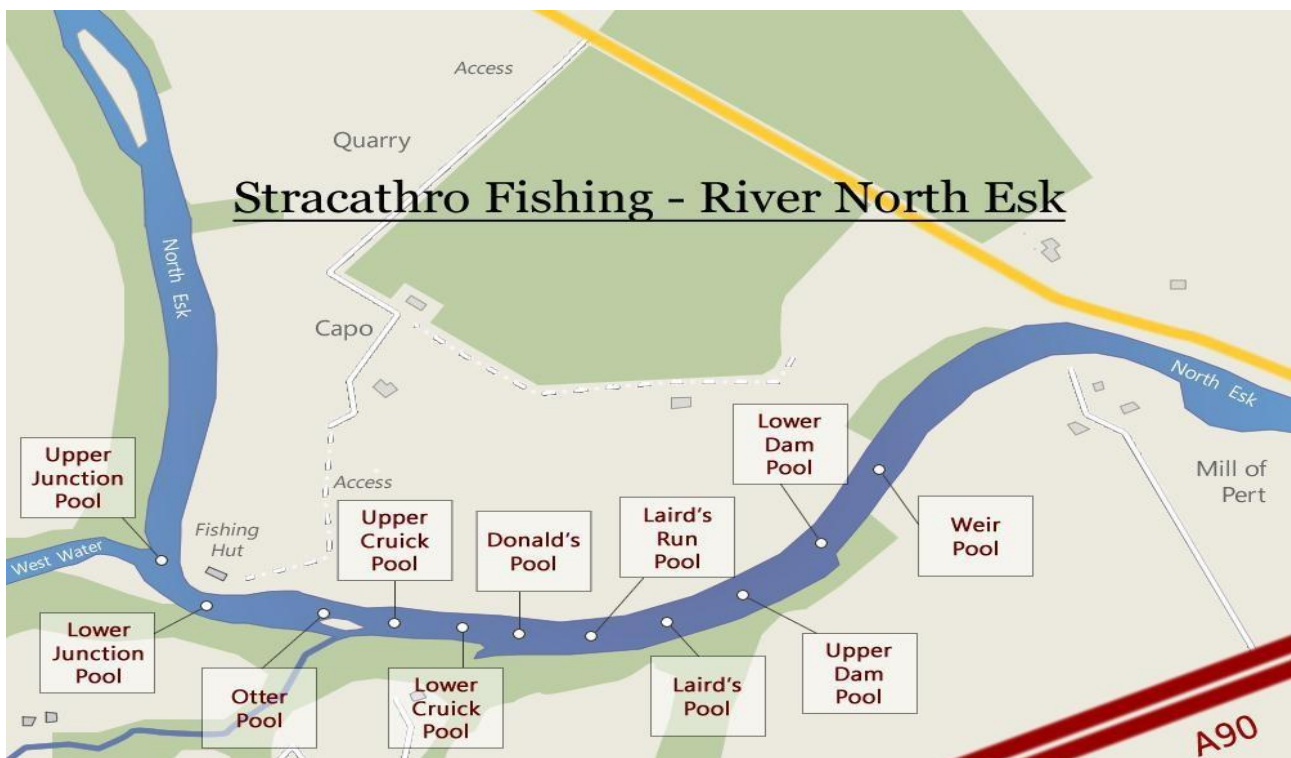 Access
Quarry
Stracathro Fishing - River North Esk
North Esk
Capo
North Esk
Upper
Junction
Pool
Lower
Dam
Pool
Mill of
Pert
Access
Fishing
Hut
Upper
Cruick
Pool
Donald's
Pool
Laird's
Run
Pool
Weir
Pool
West Water
Lower
Junction
Pool
Otter
Pool
Lower
Cruick
Pool
Laird's
Pool
Upper
Dam
Pool
A90